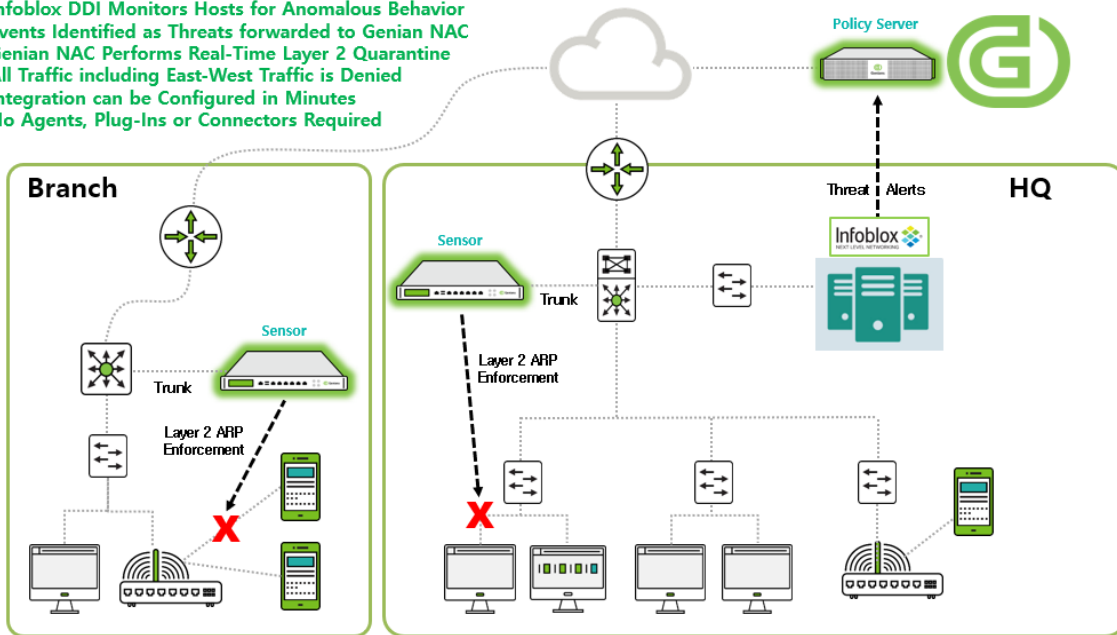 nfoblox DDI Monitors Hosts for Anomalous Behavior
vents Identified as Threats forwarded to Genian NAC
enian NAC Performs Real-Time Layer 2 Quarantine
ll Traffic including East-West Traffic is Denied
ntegration can be Configured in Minutes
o Agents, Plug-Ins or Connectors Required
Policy Server
G
Branch
HQ
Threat Alerts
Infoblox
NEXT LEVEL NETWORKING
Sensor
Trunk
Layer 2 ARP
Enforcement
Sensor
Trunk
Layer 2 ARP
Enforcement
X
X